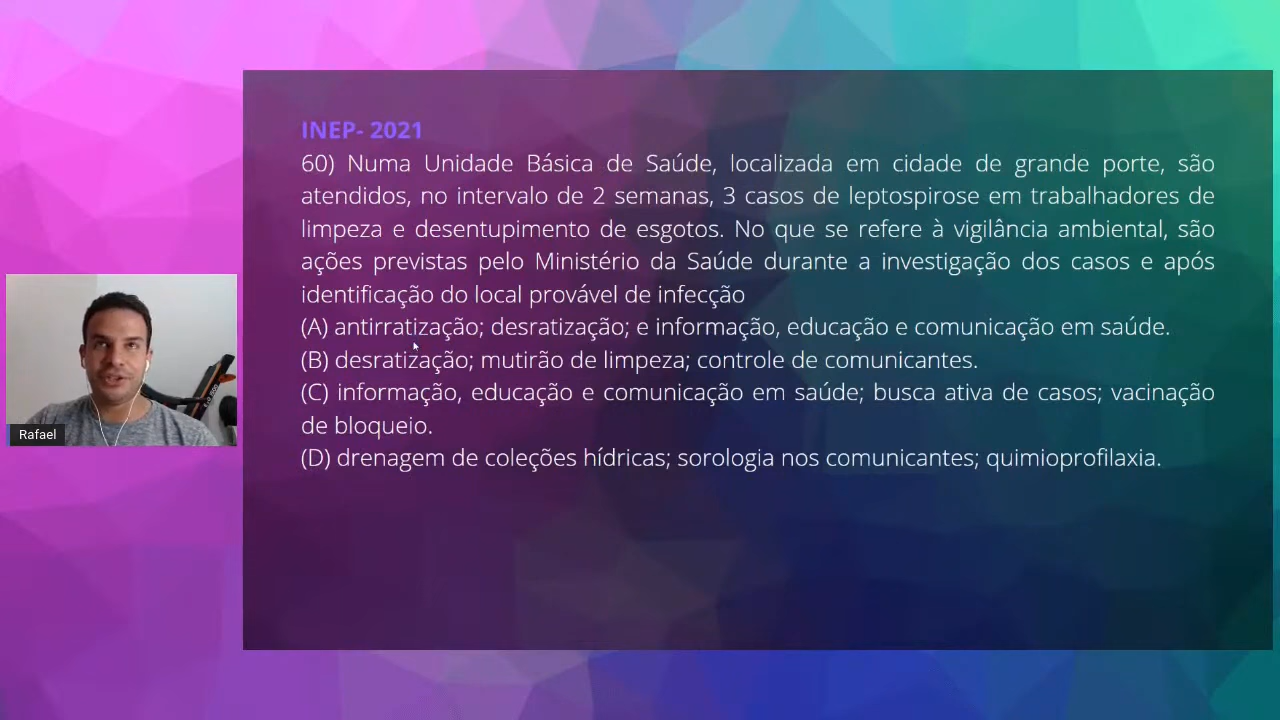 INEP- 2021
60) Numa Unidade Básica de Saúde, localizada em cidade de grande porte, são
atendidos, no intervalo de 2 semanas, 3 casos de leptospirose em trabalhadores de
limpeza e desentupimento de esgotos. No que se refere à vigilância ambiental, são
ações previstas pelo Ministério da Saúde durante a investigação dos casos e após
identificação do local provável de infecção
(A) antirratização; desratização; e informação, educação e comunicação em saúde.
(B) desratização; mutirão de limpeza; controle de comunicantes.
(C) informação, educação e comunicação em saúde; busca ativa de casos; vacinação
de bloqueio.
(D) drenagem de coleções hídricas; sorologia nos comunicantes; quimioprofilaxia.
Rafael